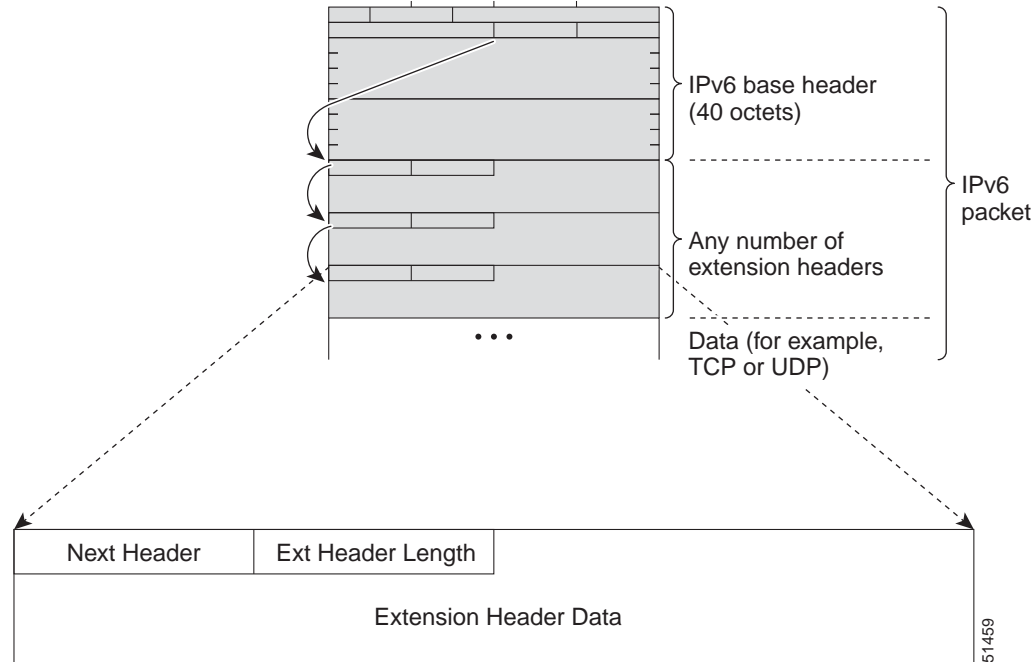 IPv6 base header
(40 octets)
IPv6
packet
Any number of
extension headers
Data (for example,
TCP or UDP)
Next Header
Ext Header Length
Extension Header Data
51459